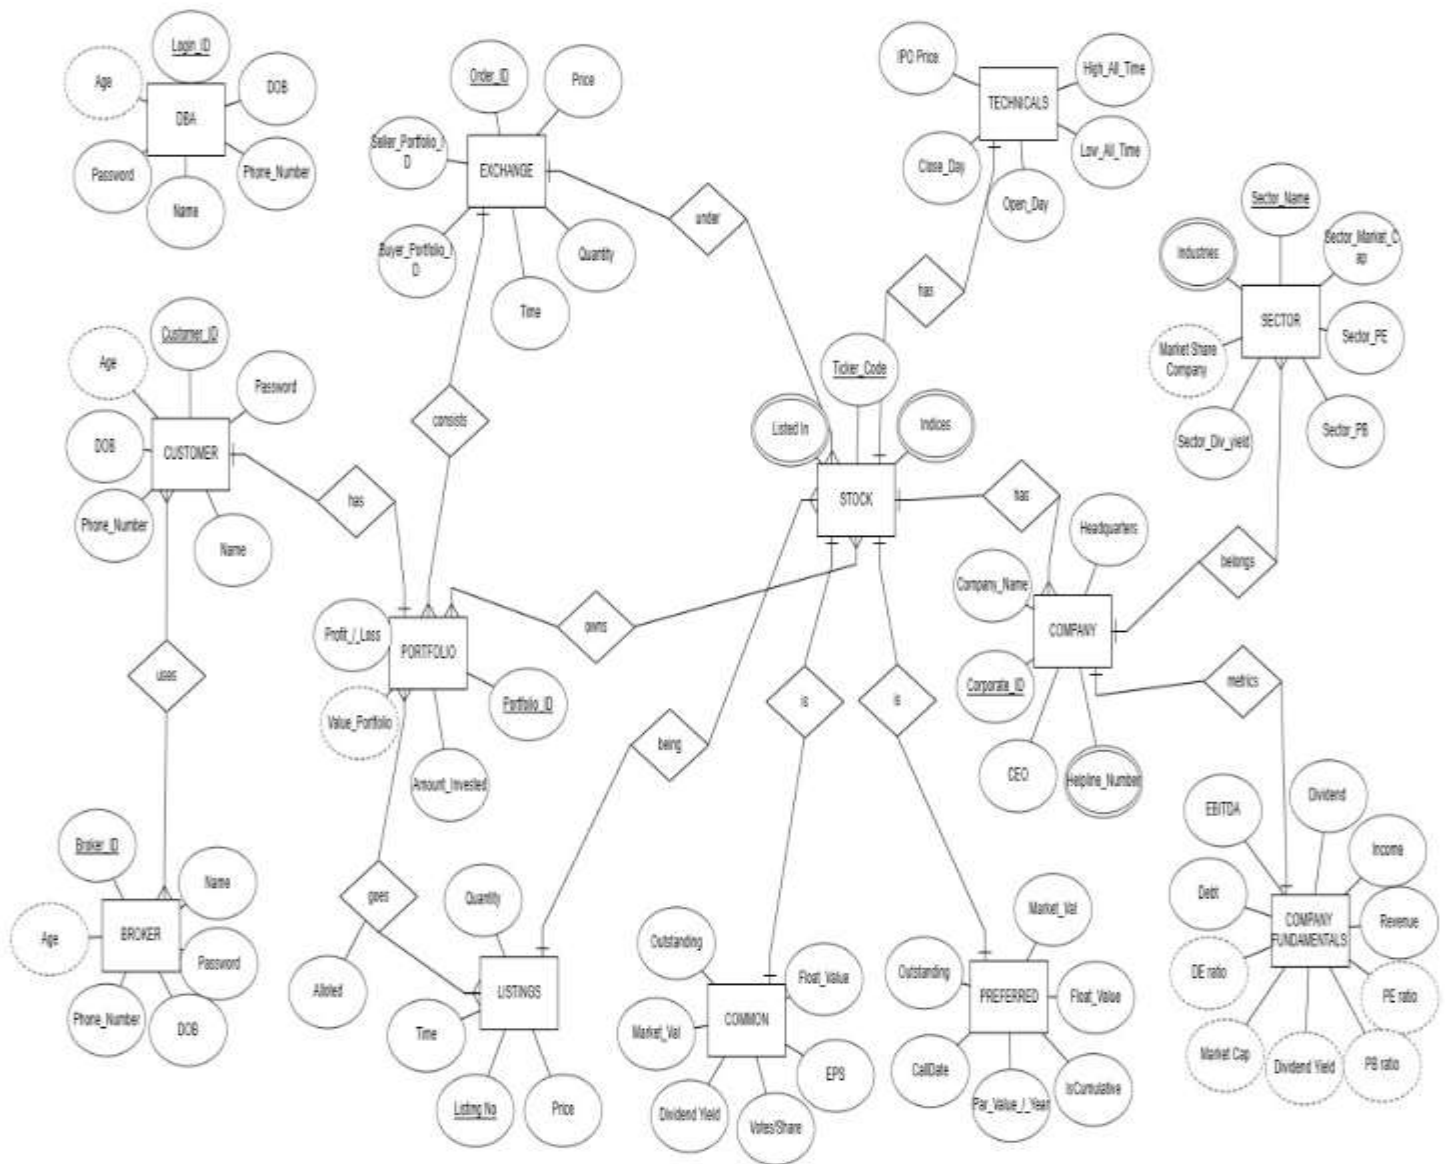 Login_ID
Age
DOB
DBA
Password
Phone_Number
Name
Order_ID
Price
Seller_Portfolio_I
D
EXCHANGE
Buyer_Portfolio_I
D
Quantity
Time
under
IPO Price
High_All_Time
TECHNICALS
Close_Day
Low_All_Time
Open_Day
has
Sector_Name
Industries
Sector_Market_C
ap
SECTOR
Market Share
Company
Sector_PE
Sector_Div_yield
Sector_PB
Customer_ID
Age
Password
DOB
CUSTOMER
Phone_Number
Name
consists
has
Ticker_Code
Listed In
Indices
STOCK
has
Headquarters
Company_Name
COMPANY
Corporate_ID
CEO
Helpline_Number
belongs
metrics
uses
Profit_/_Loss
PORTFOLIO
Value_Portfolio
Portfolio_ID
Amount_Invested
owns
being
is
is
Broker_ID
Name
Age
BROKER
Password
Phone_Number
DOB
goes
Alloted
Quantity
LISTINGS
Time
Listing No
Price
Outstanding
Float_Value
Market_Val
COMMON
EPS
Dividend Yield
Votes/Share
Market_Val
Outstanding
PREFERRED
Float_Value
CallDate
Par_Value_/_Year
IsCumulative
EBITDA
Dividend
Income
Debt
COMPANY
FUNDAMENTALS
Revenue
DE ratio
PE ratio
Market Cap
Dividend Yield
PB ratio